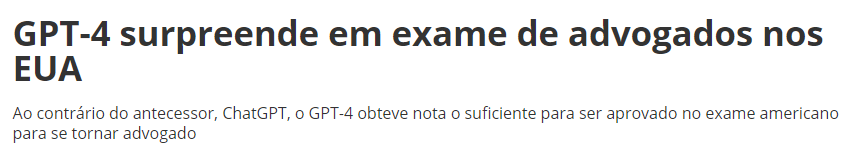 GPT-4 surpreende em exame de advogados nos
EUA
Ao contrário do antecessor, ChatGPT, o GPT-4 obteve nota o suficiente para ser aprovado no exame americano
para se tornar advogado